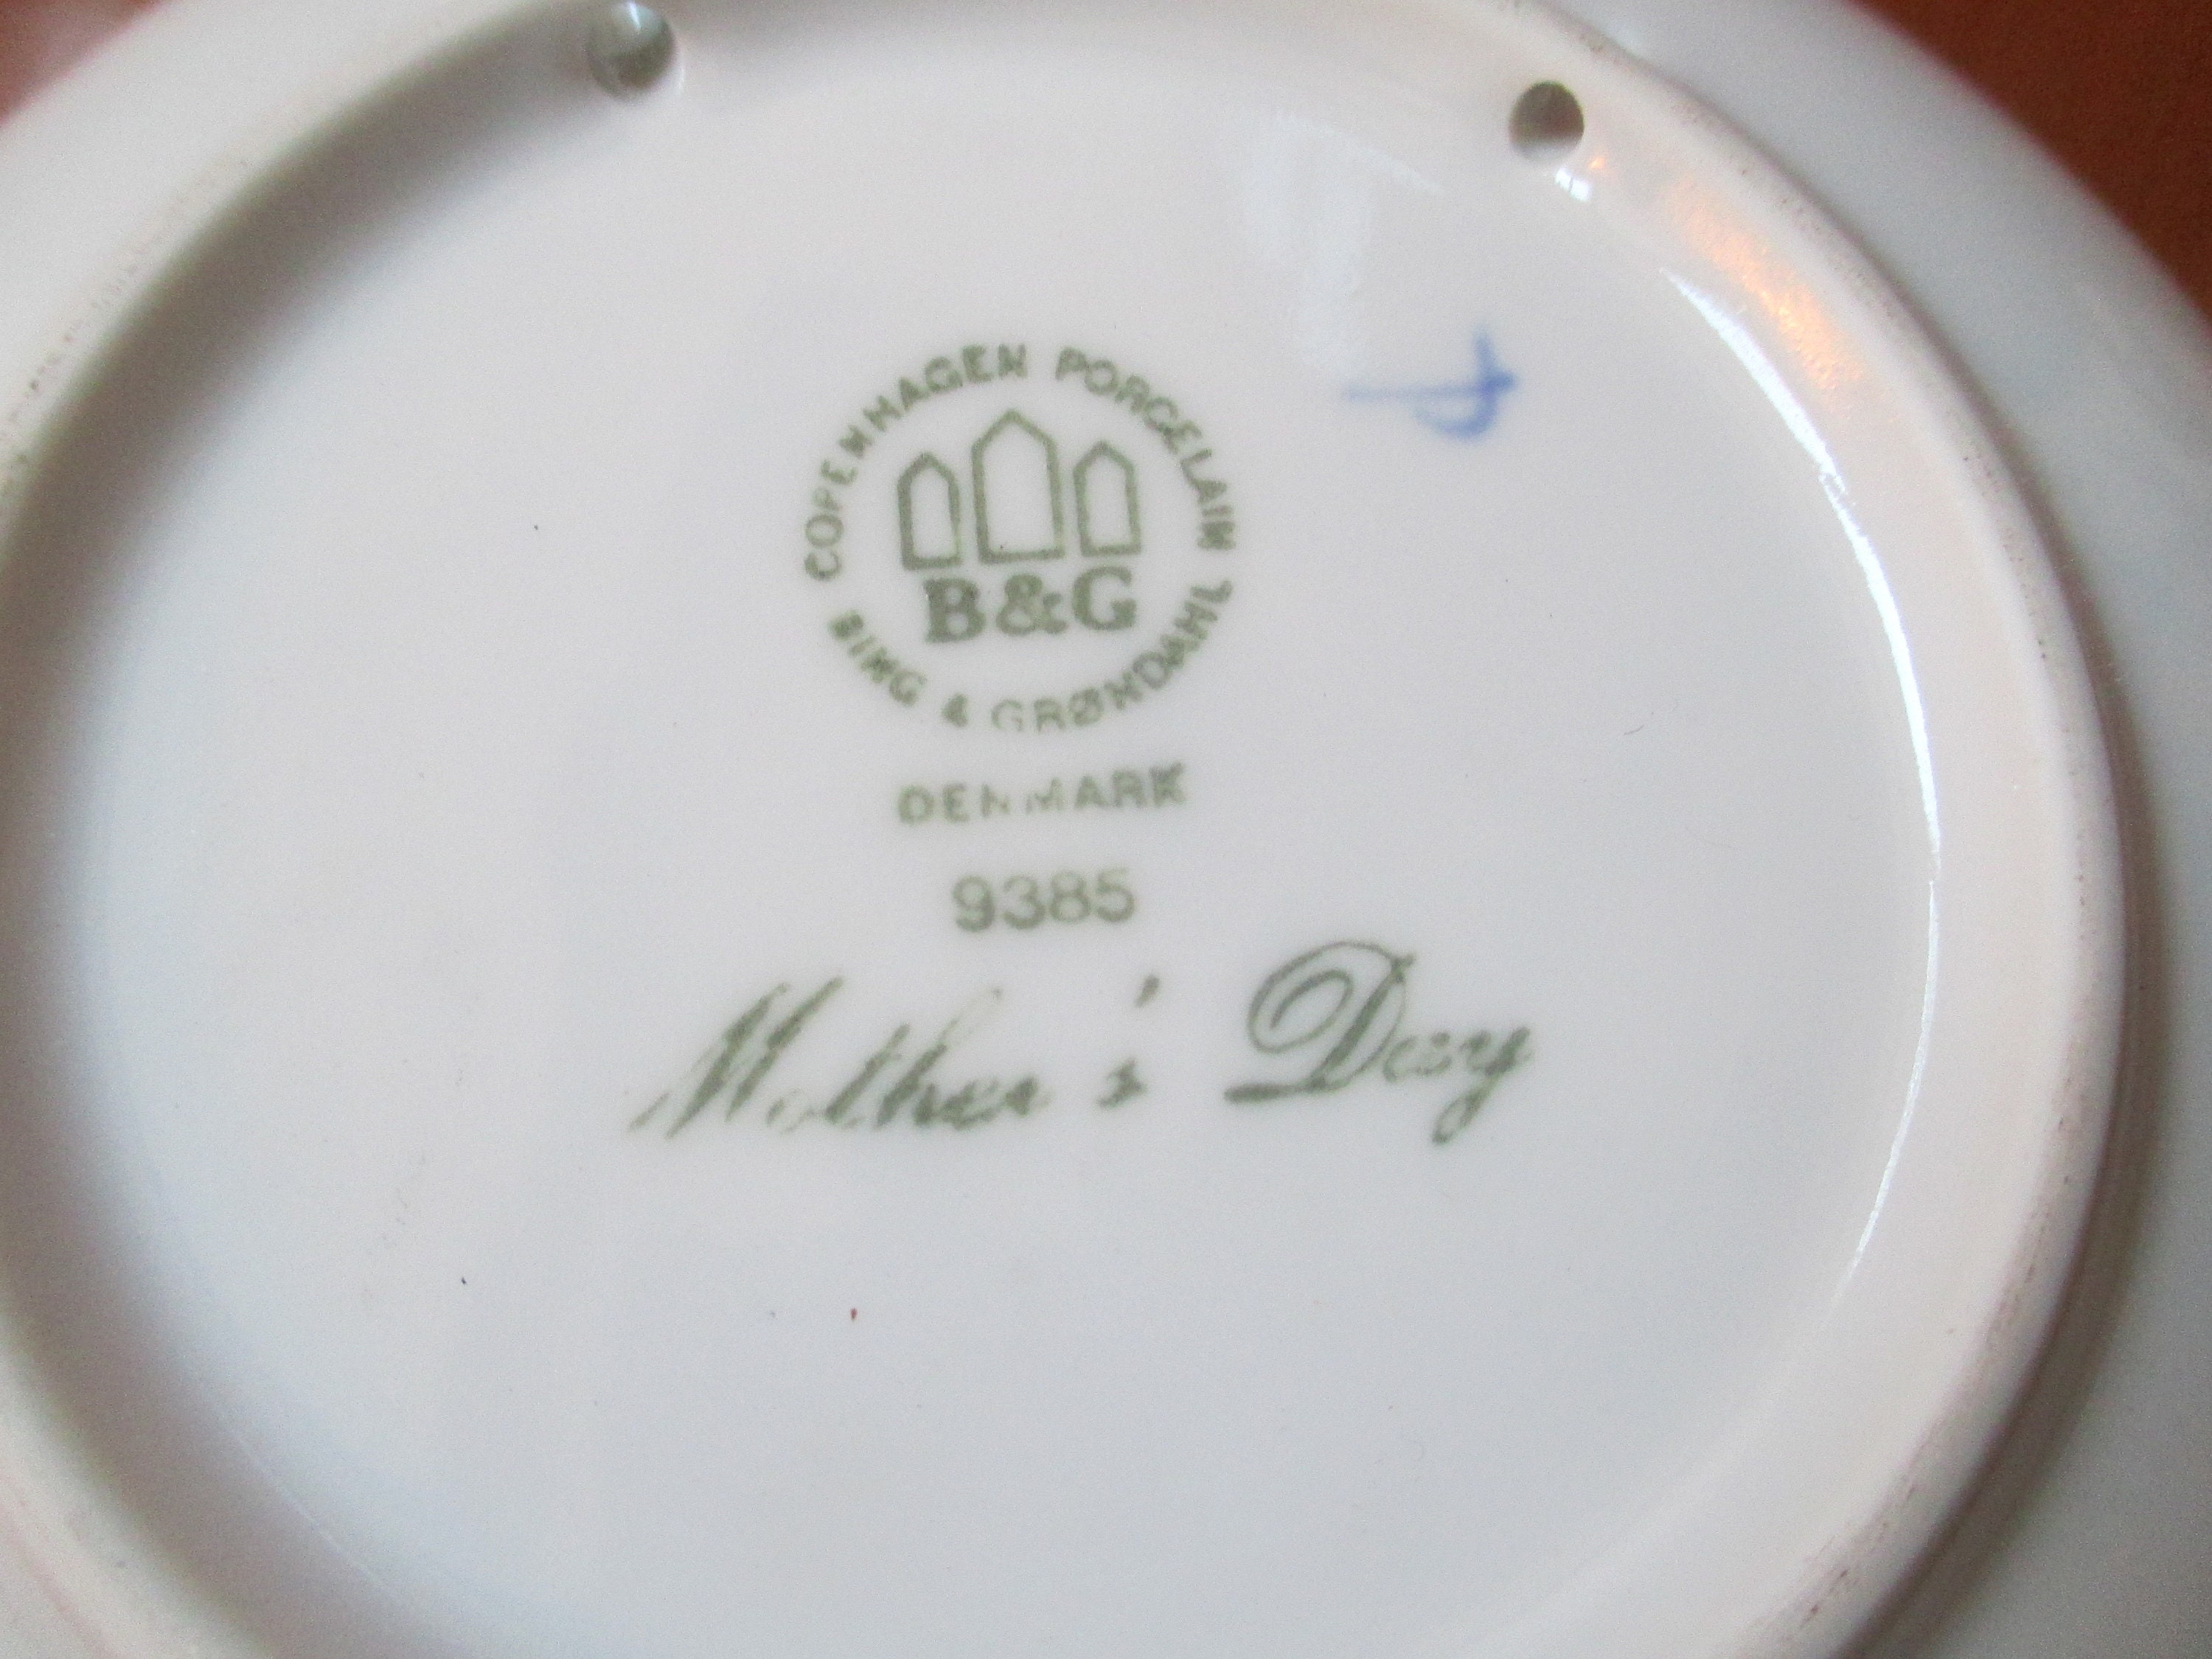 COPENHAGEN PORCELAIN
B&G
BING & GRØNDAHL
DENMARK
9385
Mother's Day